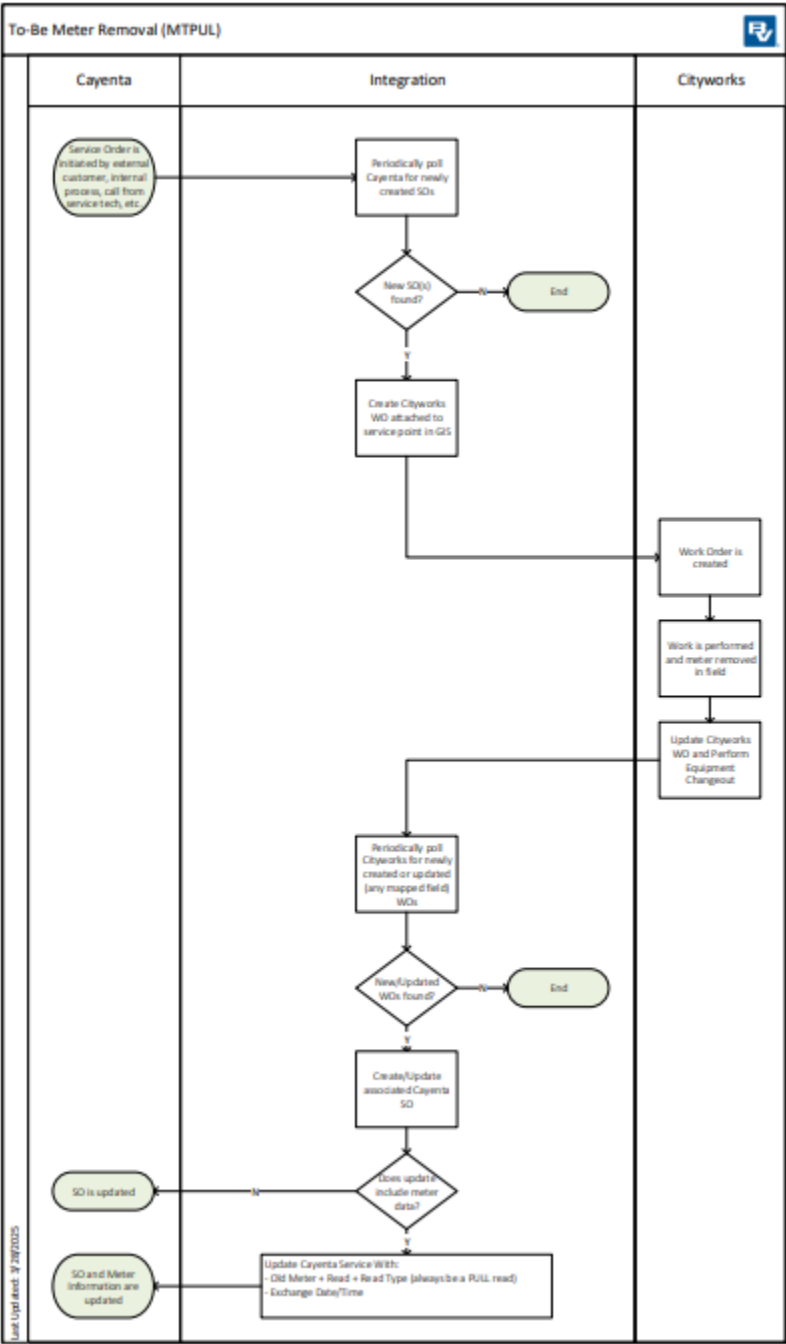 To-Be Meter Removal (MTPUL)
BV
Cayenta
Integration
Cityworks
Service Order is
initiated by external
customer, internal
process, call from
service tech, etc.
Periodically poll
Cayenta for newly
created SOs
New SO(s)
found?
N
End
Y
Create Cityworks
WO attached to
service point in GIS
Work Order is
created
Work is performed
and meter removed
in field
Update Cityworks
WO and Perform
Equipment
Changeout
Periodically poll
Cityworks for newly
created or updated
(any mapped field)
WOs
New/Updated
WOs found?
N
End
Y
Create/Update
associated Cayenta
SO
Does update
include meter
data?
N
SO is updated
Y
Update Cayenta Service With:
- Old Meter + Read + Read Type (always be a PULL read)
- Exchange Date/Time
SO and Meter
Information are
updated
Last Updated: 3/28/2025